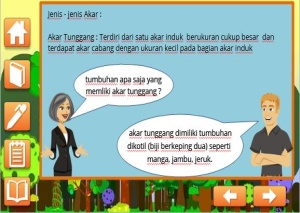 Jenis - jenis Akar :
Akar Tunggang : Terdiri dari satu akar induk berukuran cukup besar dan
terdapat akar cabang dengan ukuran kecil pada bagian akar induk
tumbuhan apa saja yang
memliki akar tunggang ?
akar tunggang dimiliki tumbuhan
dikotil (biji berkeping dua) seperti
manga, jambu, jeruk.